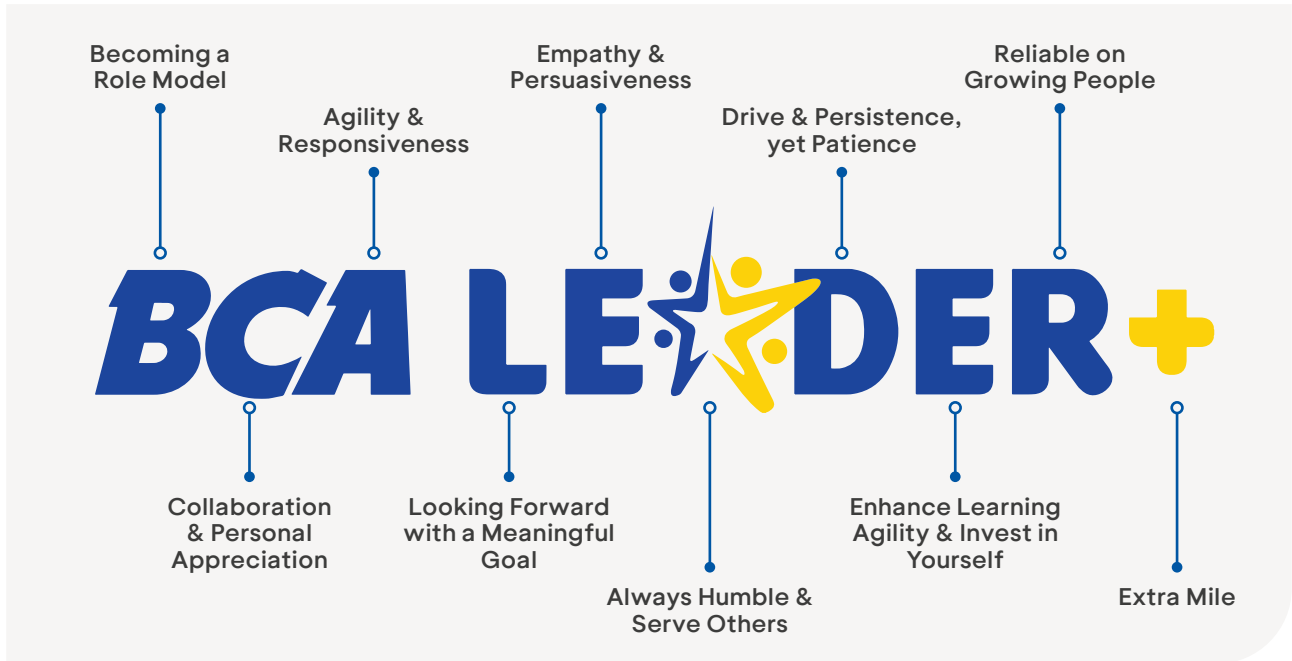 Becoming a
Role Model
Empathy &
Persuasiveness
Reliable on
Growing People
Agility &
Responsiveness
Drive & Persistence,
yet Patience
BCA LEADER+
Collaboration
& Personal
Appreciation
Looking Forward
with a Meaningful
Goal
Enhance Learning
Agility & Invest in
Yourself
Always Humble &
Serve Others
Extra Mile